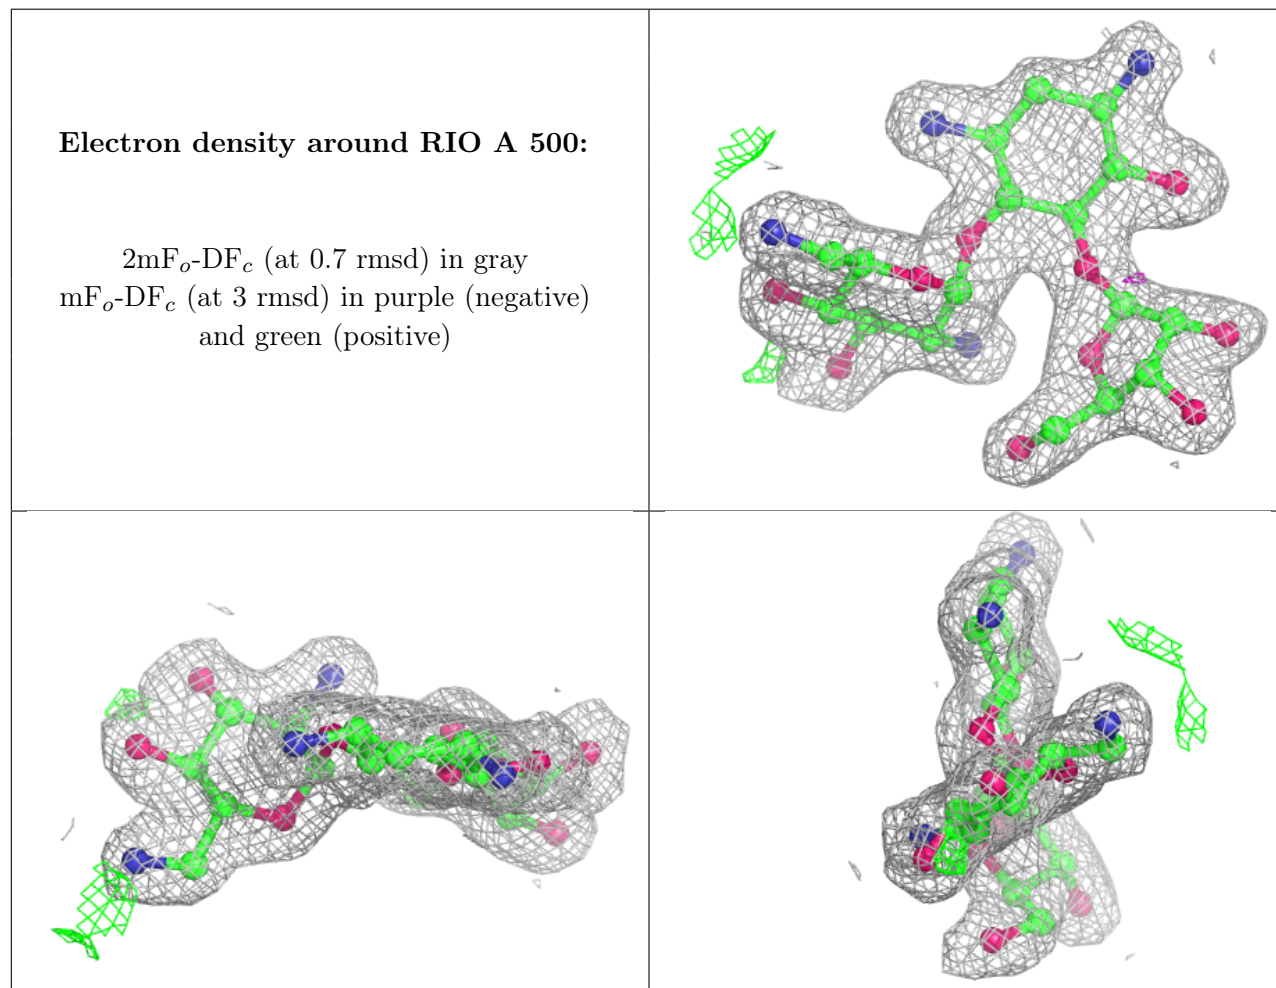 Electron density around RIO A 500:
2mFo-DFc (at 0.7 rmsd) in gray
mFo-DFc (at 3 rmsd) in purple (negative)
and green (positive)